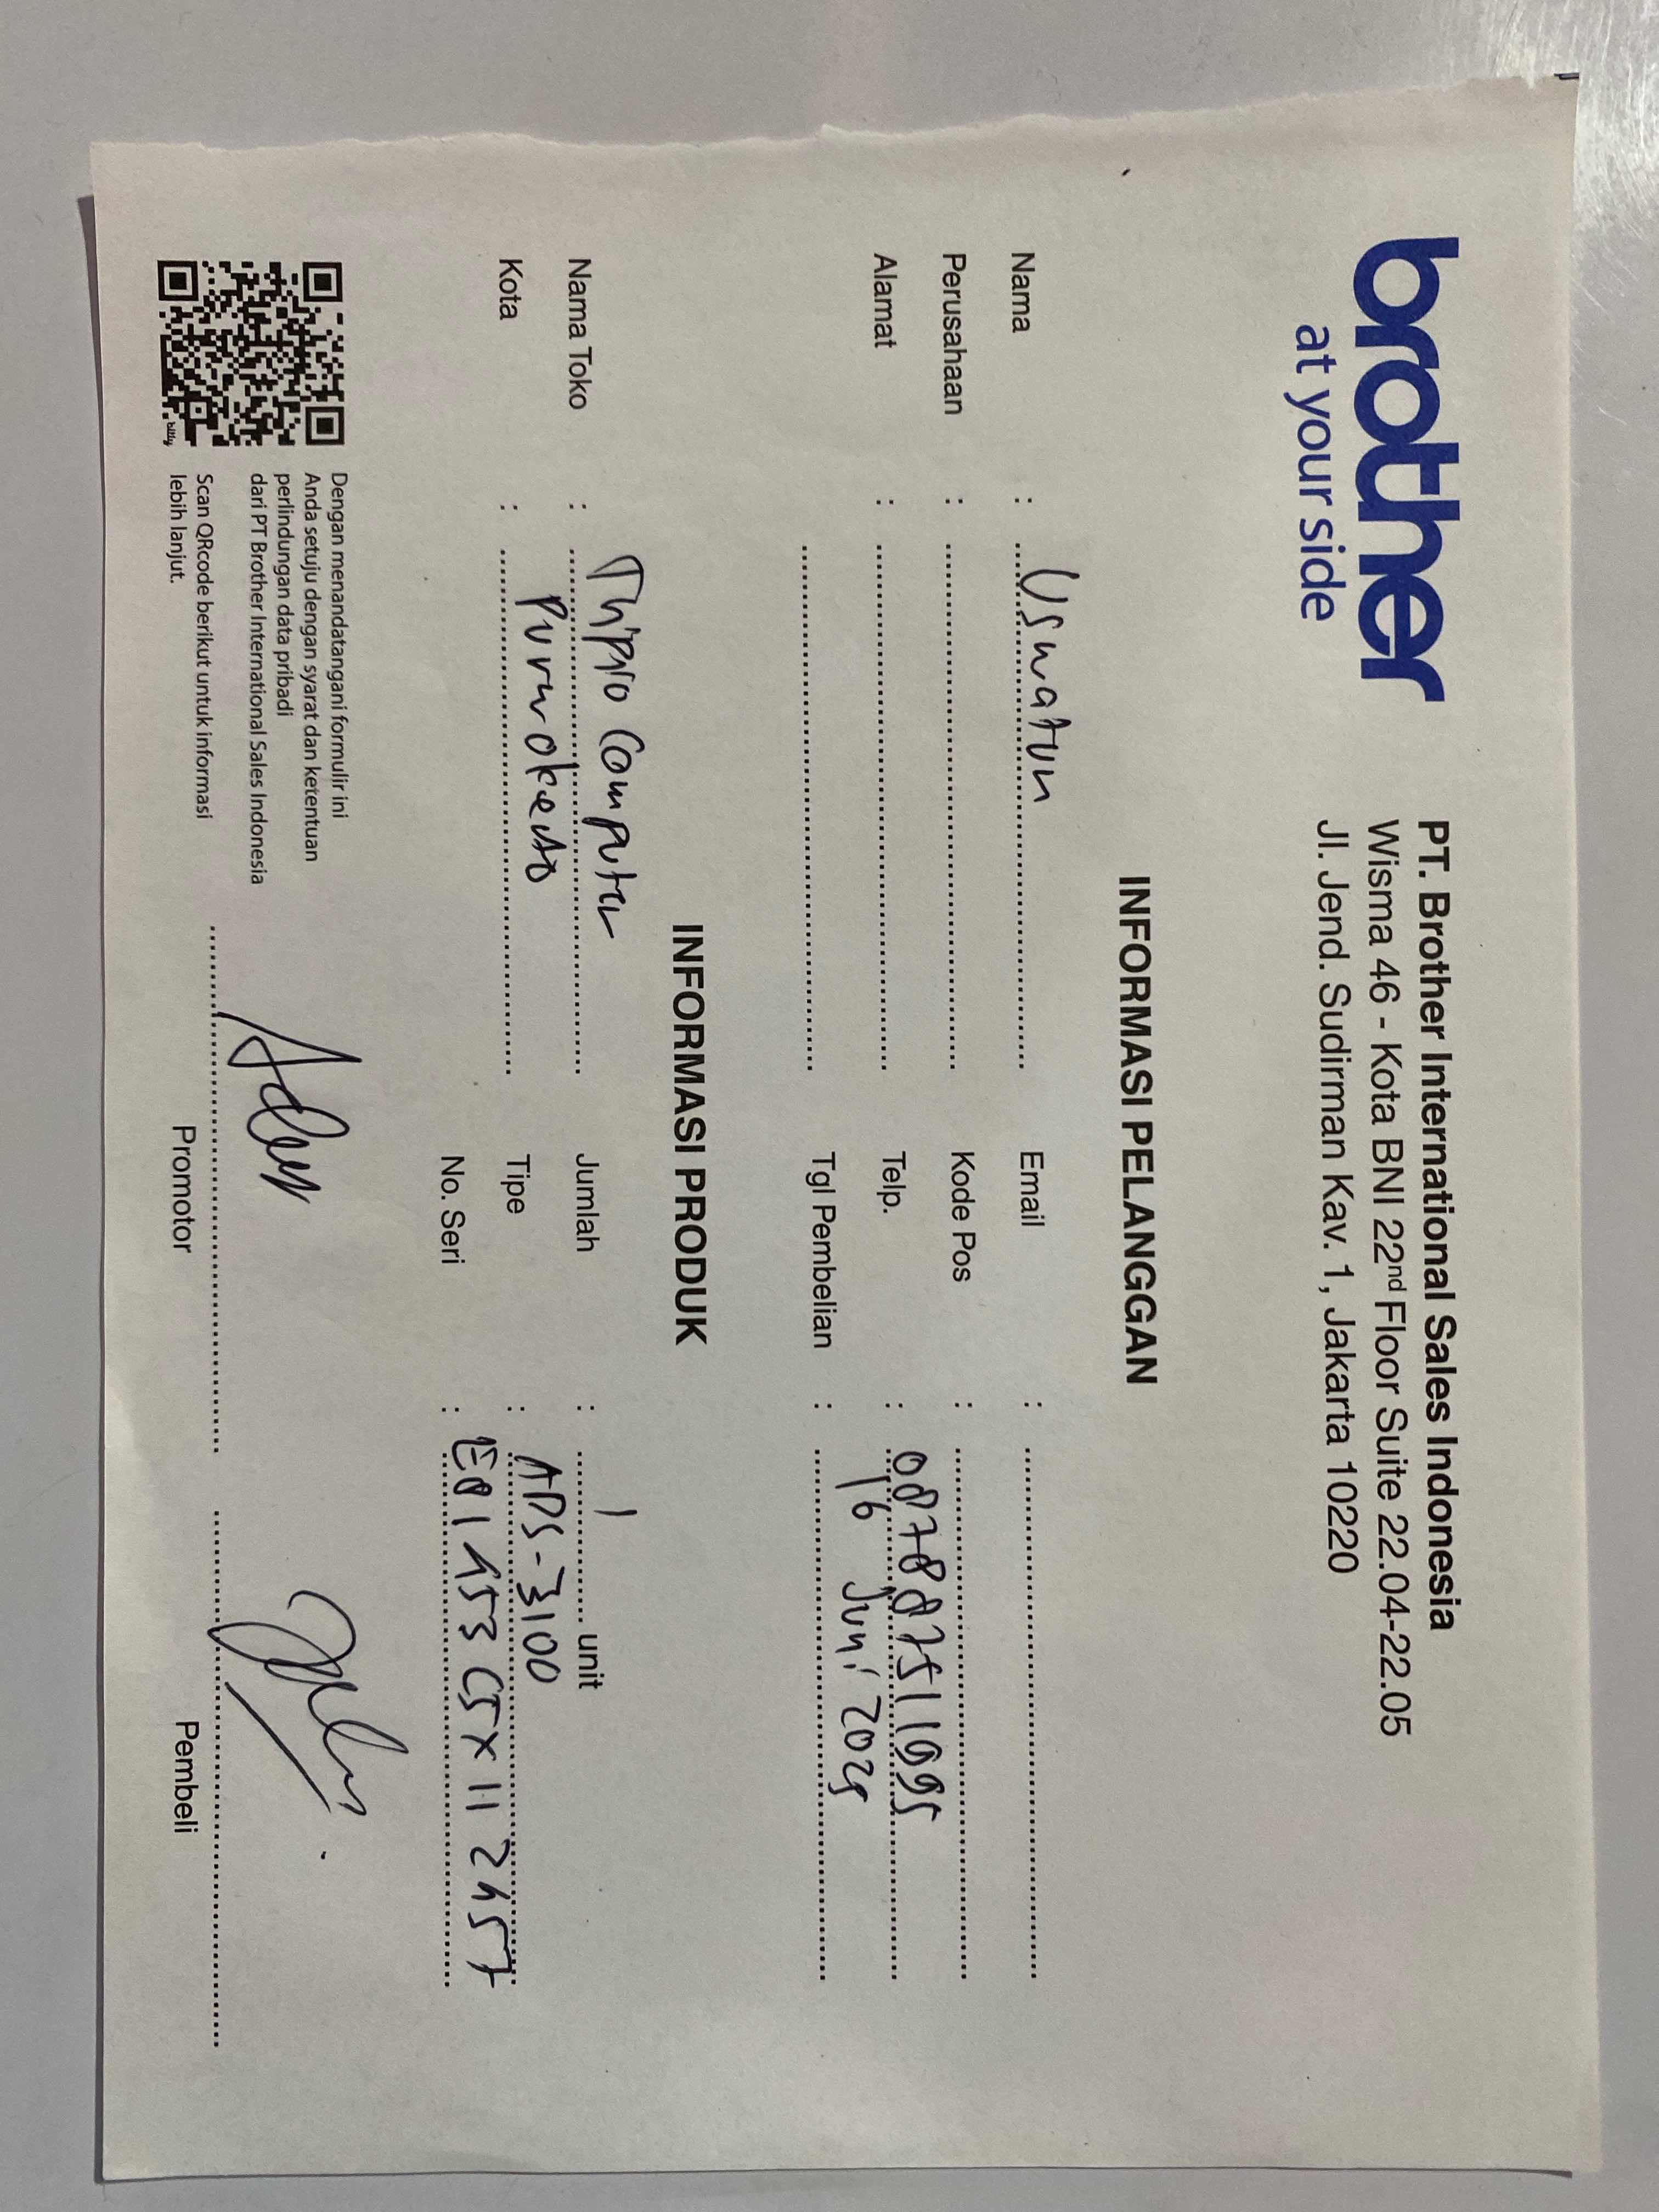 brother
at your side
PT. Brother International Sales Indonesia
Wisma 46 - Kota BNI 22nd Floor Suite 22.04-22.05
Jl. Jend. Sudirman Kav. 1, Jakarta 10220
INFORMASI PELANGGAN
Nama : Uswatun
Perusahaan :
Alamat :
Email :
Kode Pos :
Telp. :087887511995
Tgl Pembelian : 16 Juni 2025
INFORMASI PRODUK
Nama Toko : Thipro Computer
Kota : Purwokerto
Jumlah : 1 unit
Tipe : ADS-3100
No. Seri :
Dengan menandatangani formulir ini
Anda setuju dengan syarat dan ketentuan
perlindungan data pribadi
dari PT Brother International Sales Indonesia
Scan QRcode berikut untuk informasi
lebih lanjut.
bitly
Promotor
Pembeli